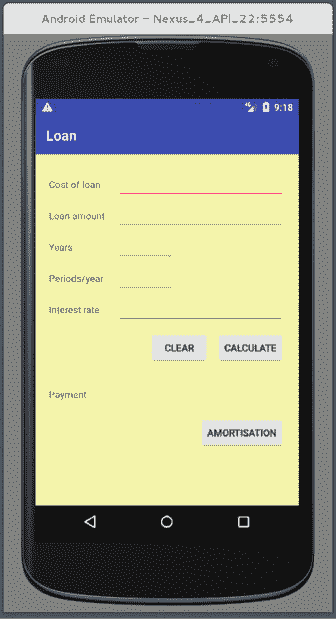 Android Emulator - Nexus_4_API_22:5554
4G 9:18
Loan
Cost of loan
Loan amount
Years
Periods/year
Interest rate
CLEAR CALCULATE
Payment
AMORTISATION